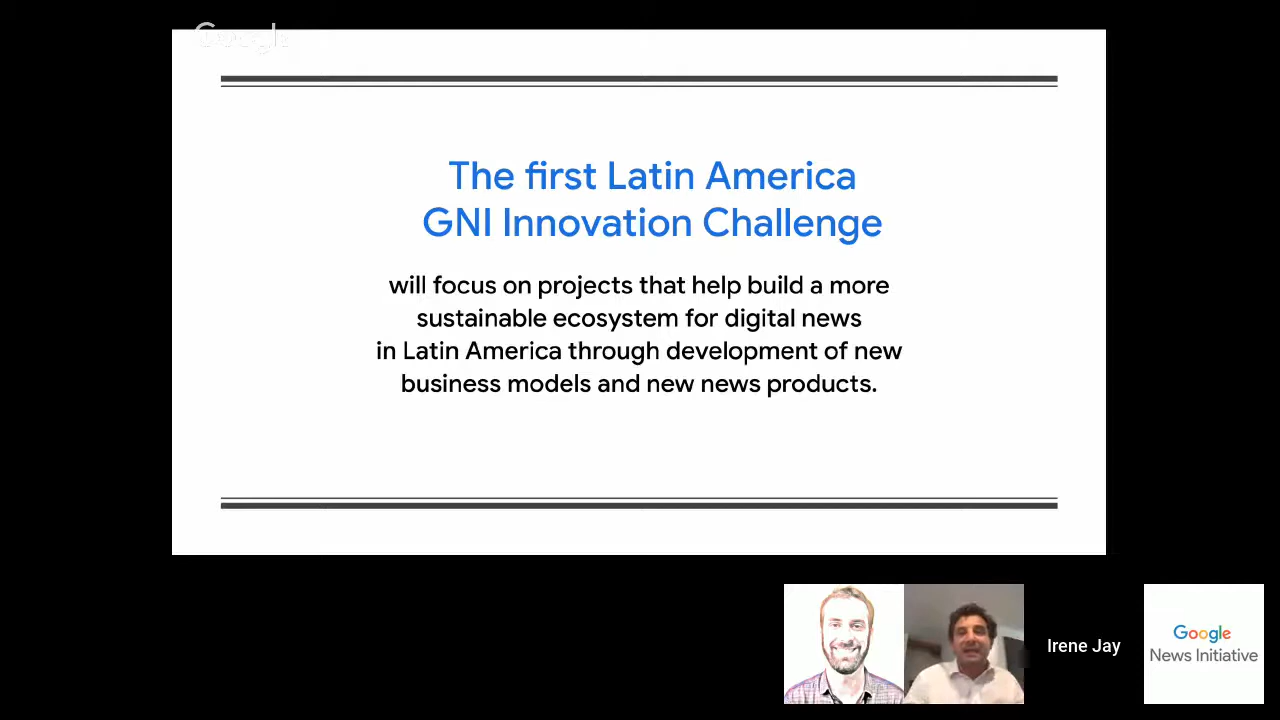 Google
The first Latin America
GNI Innovation Challenge
will focus on projects that help build a more
sustainable ecosystem for digital news
in Latin America through development of new
business models and new news products.
Irene Jay
Google
News Initiative